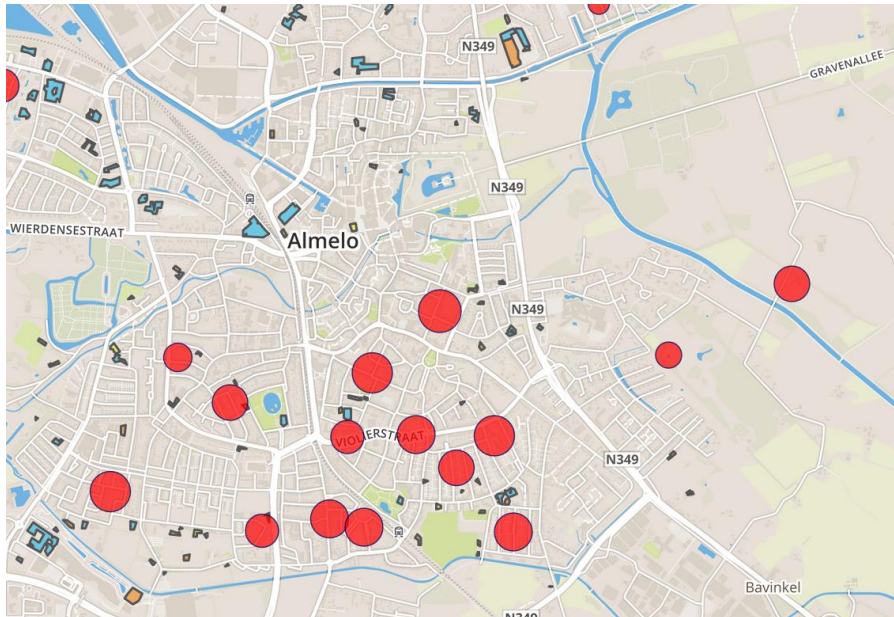 N349
GRAVENALLEE
N349
WIERDENSESTRAAT
Almelo
N349
VIOLIERSTRAAT
N349
Bavinkel
N349